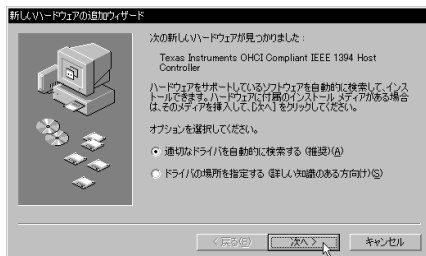 新しいハードウェアの追加ウィザード
次の新しいハードウェアが見つかりました :
Texas Instruments OHCI Compliant IEEE 1394 Host
Controller
ハードウェアをサポートしているソフトウェアを自動的に検索して、インス
トールできます。ハードウェアに付属のインストール メディアがある場合
は、そのメディアを挿入して、[次へ] をクリックしてください。
オプションを選択してください。
適切なドライバを自動的に検索する (推奨)(A)
ドライバの場所を指定する (詳しい知識のある方向け)(S)
< 戻る(B)
次へ >
キャンセル